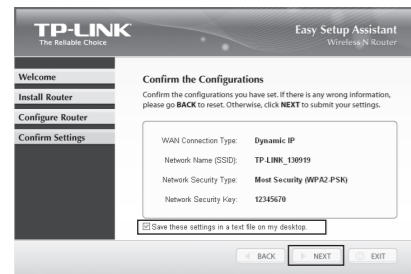 TP-LINK
The Reliable Choice
Easy Setup Assistant
Wireless N Router
Welcome
Install Router
Configure Router
Confirm Settings
Confirm the Configurations
Confirm the configurations you have set. If there is any wrong information,
please go BACK to reset. Otherwise, click NEXT to submit your settings.
WAN Connection Type: Dynamic IP
Network Name (SSID): TP-LINK_130919
Network Security Type: Most Security (WPA2-PSK)
Network Security Key: 12345670
Save these settings in a text file on my desktop.
BACK NEXT EXIT